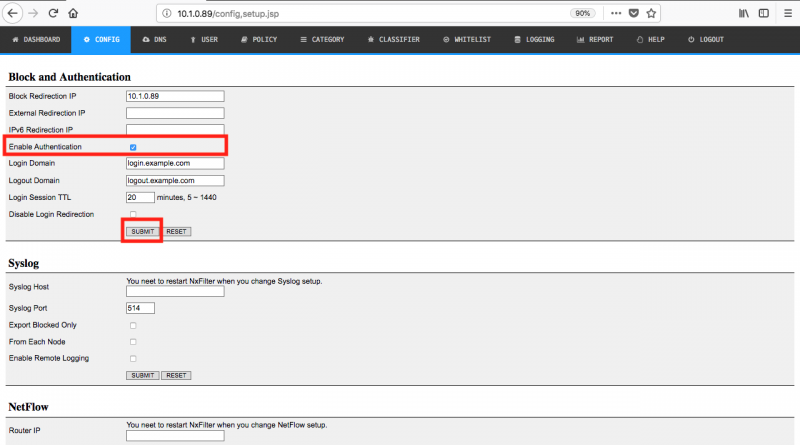 10.1.0.89/config,setup.jsp 90%
DASHBOARD CONFIG DNS USER POLICY CATEGORY CLASSIFIER WHITELIST LOGGING REPORT HELP LOGOUT
Block and Authentication
Block Redirection IP 10.1.0.89
External Redirection IP
IPv6 Redirection IP
Enable Authentication
Login Domain login.example.com
Logout Domain logout.example.com
Login Session TTL 20 minutes, 5 ~ 1440
Disable Login Redirection
SUBMIT RESET
Syslog
You neet to restart NxFilter when you change Syslog setup.
Syslog Host
Syslog Port 514
Export Blocked Only
From Each Node
Enable Remote Logging
SUBMIT RESET
NetFlow
You neet to restart NxFilter when you change NetFlow setup.
Router IP